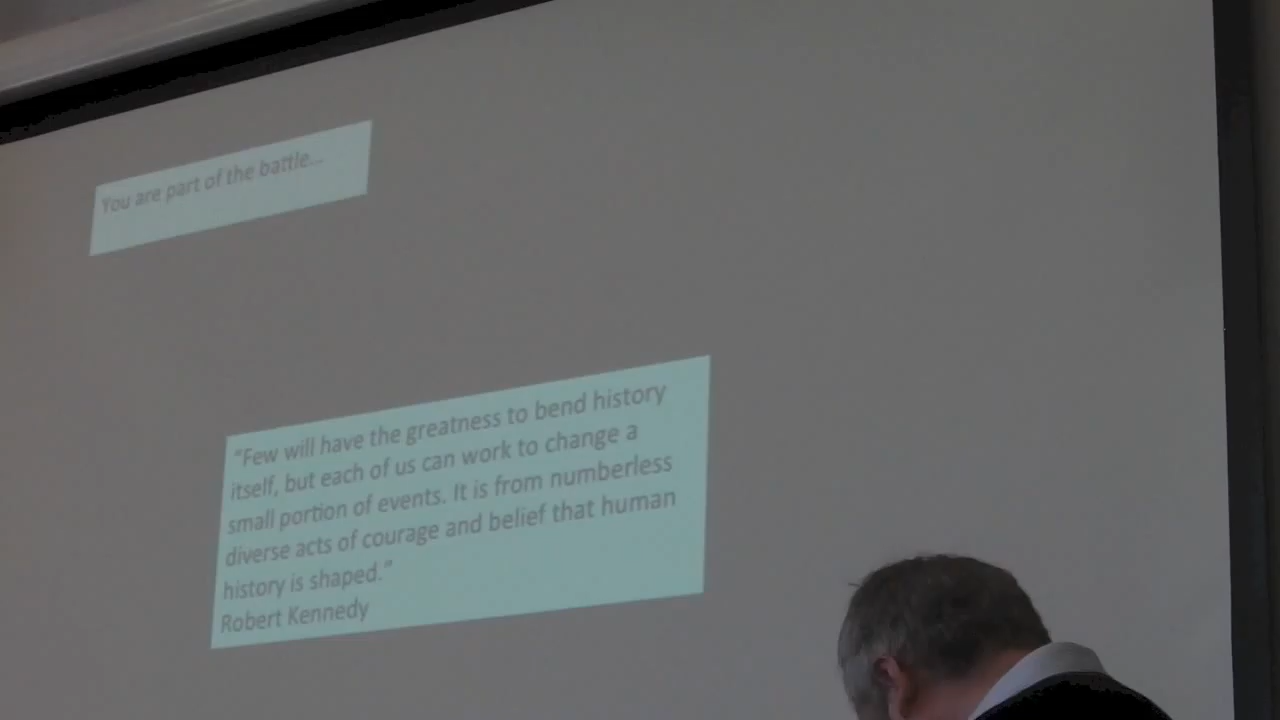 You are part of the battle...
“Few will have the greatness to bend history
itself, but each of us can work to change a
small portion of events. It is from numberless
diverse acts of courage and belief that human
history is shaped.”
Robert Kennedy